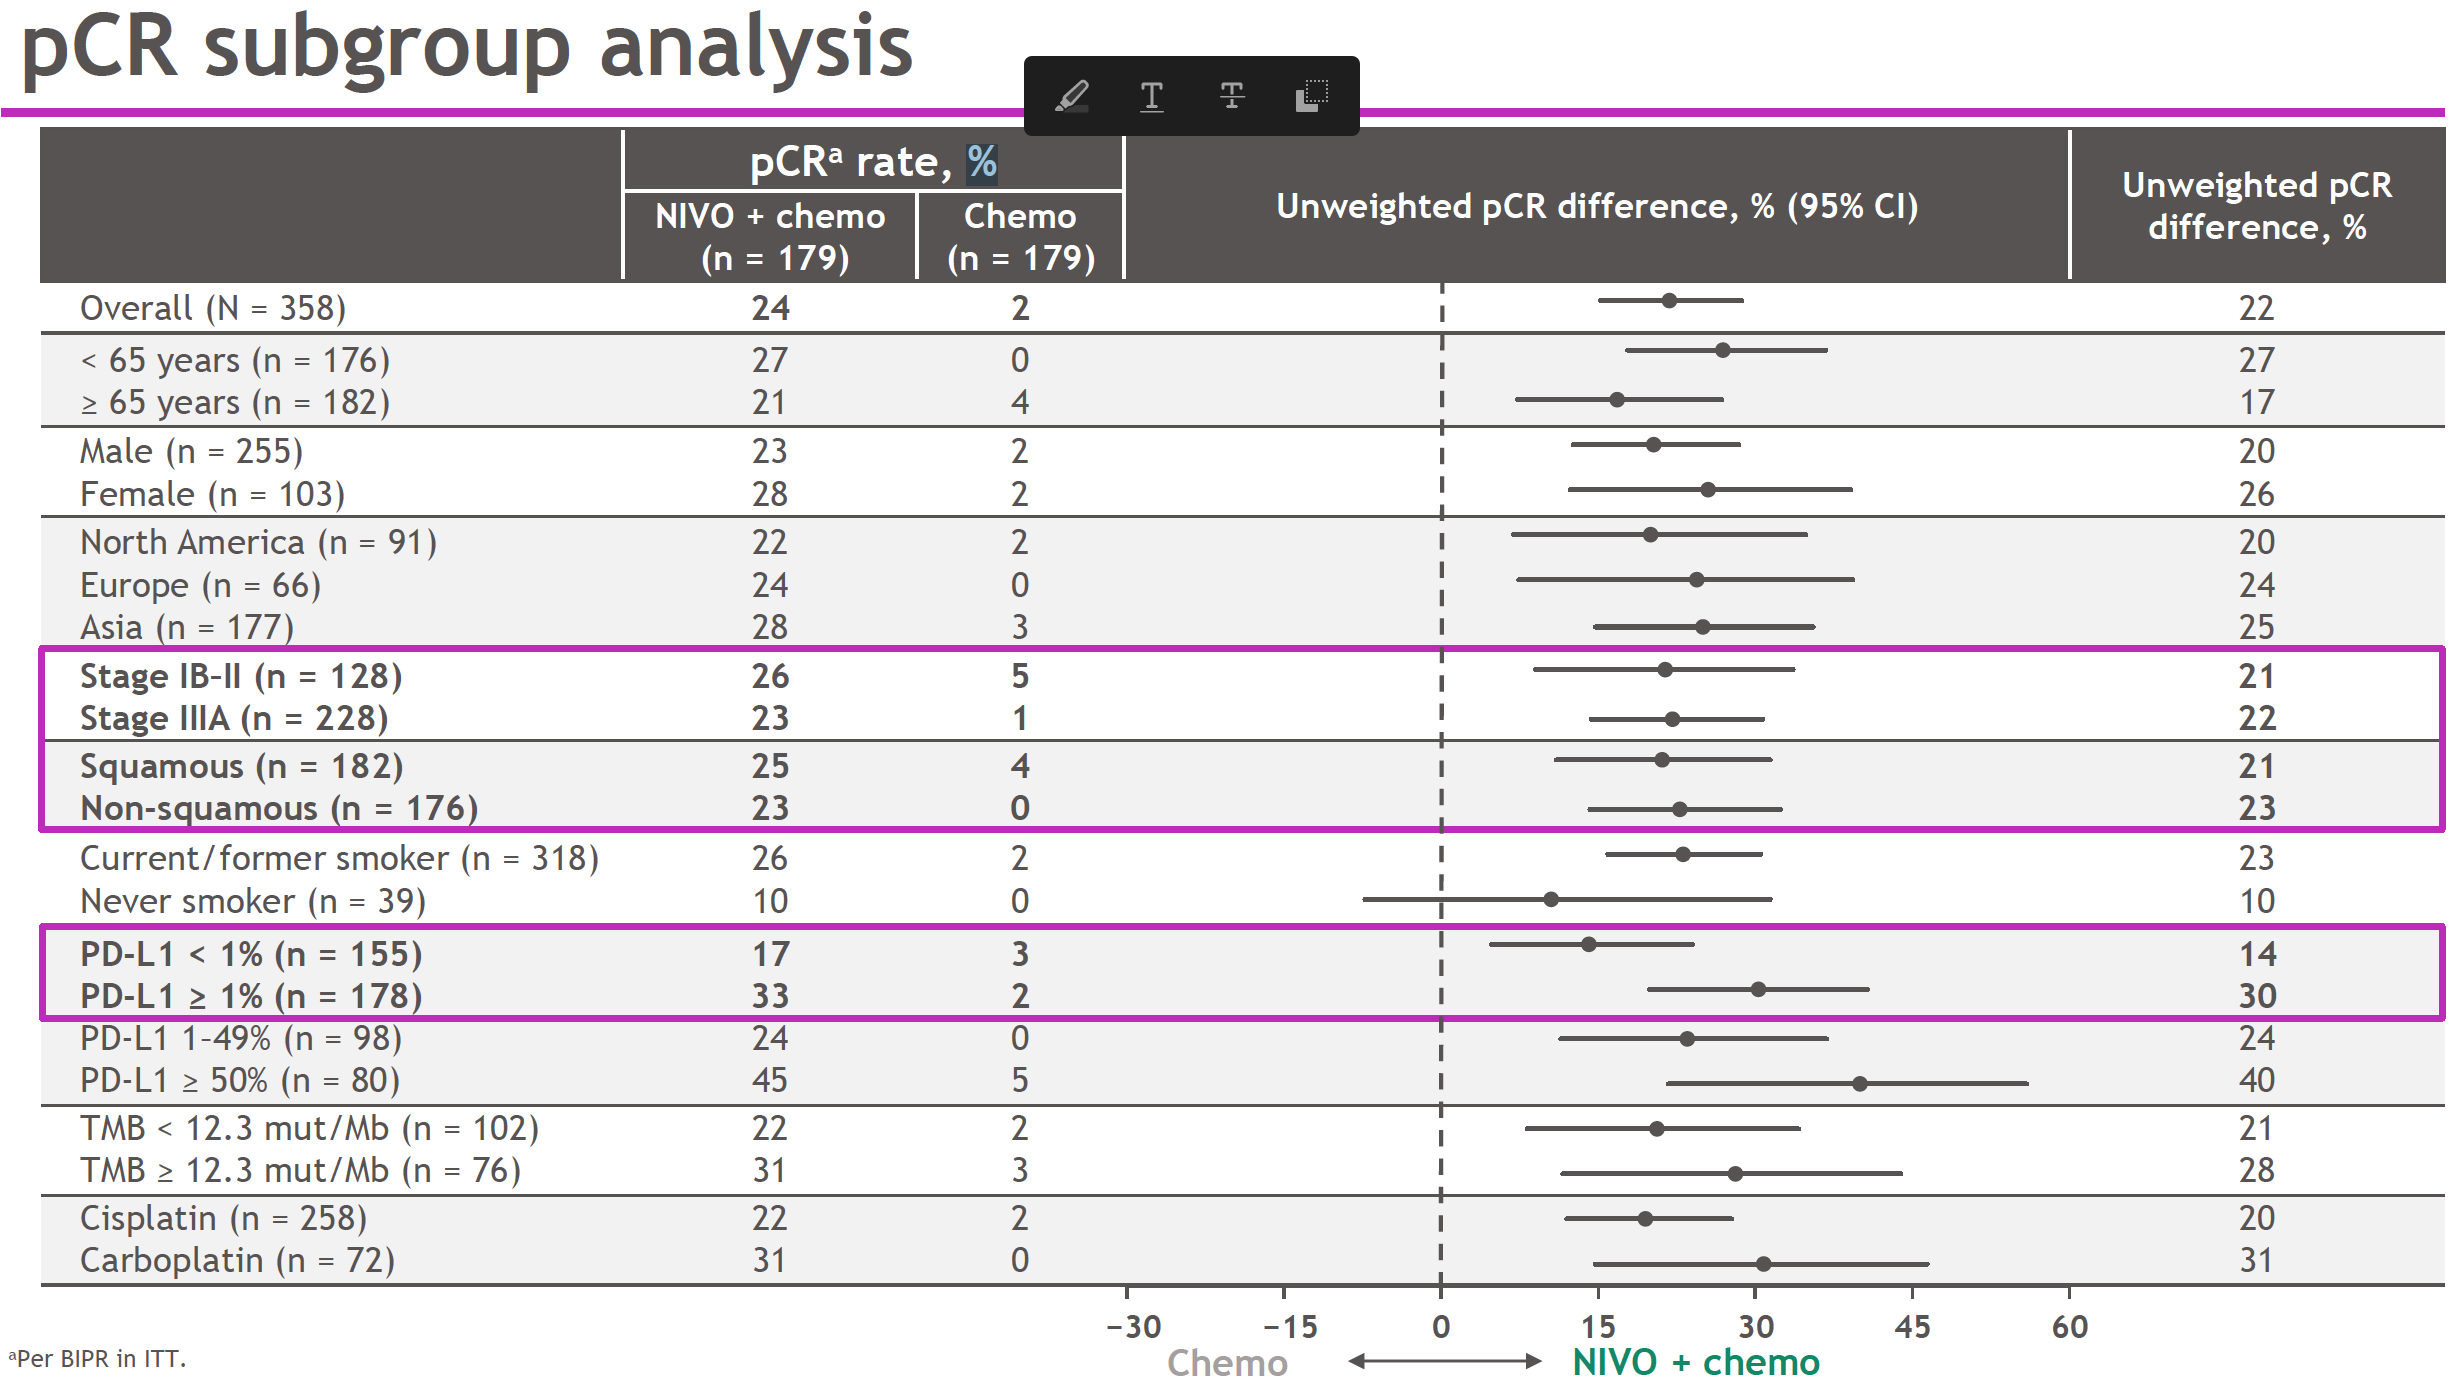 pCR subgroup analysis
pCRᵃ rate, %
Unweighted pCR difference, % (95% CI)
Unweighted pCR
difference, %
NIVO + chemo
(n = 179)
Chemo
(n = 179)
Overall (N = 358) 24 2 22
< 65 years (n = 176) 27 0 27
≥ 65 years (n = 182) 21 4 17
Male (n = 255) 23 2 20
Female (n = 103) 28 2 26
North America (n = 91) 22 2 20
Europe (n = 66) 24 0 24
Asia (n = 177) 28 3 25
Stage IB–II (n = 128) 26 5 21
Stage IIIA (n = 228) 23 1 22
Squamous (n = 182) 25 4 21
Non-squamous (n = 176) 23 0 23
Current/former smoker (n = 318) 26 2 23
Never smoker (n = 39) 10 0 10
PD-L1 < 1% (n = 155) 17 3 14
PD-L1 ≥ 1% (n = 178) 33 2 30
PD-L1 1–49% (n = 98) 24 0 24
PD-L1 ≥ 50% (n = 80) 45 5 40
TMB < 12.3 mut/Mb (n = 102) 22 2 21
TMB ≥ 12.3 mut/Mb (n = 76) 31 3 28
Cisplatin (n = 258) 22 2 20
Carboplatin (n = 72) 31 0 31
−30 −15 0 15 30 45 60
Chemo NIVO + chemo
ᵃPer BIPR in ITT.